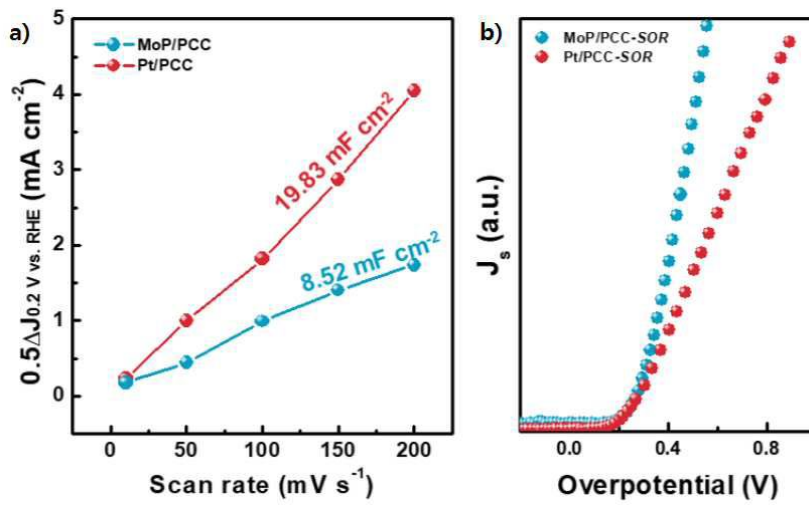 a)
MoP/PCC
Pt/PCC
19.83 mF cm⁻²
8.52 mF cm⁻²
0.5ΔJ0.2 V vs. RHE (mA cm⁻²)
5
4
3
2
1
0
0 50 100 150 200
Scan rate (mV s⁻¹)
b)
MoP/PCC-SOR
Pt/PCC-SOR
Jₛ (a.u.)
0.0 0.4 0.8
Overpotential (V)